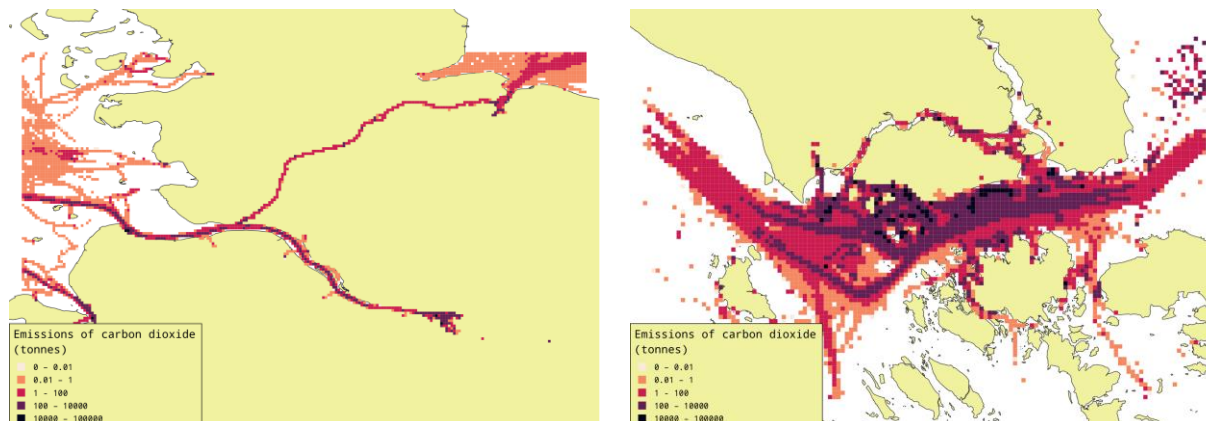 Emissions of carbon dioxide
(tonnes)
0 - 0.01
0.01 - 1
1 - 100
100 - 10000
10000 - 100000
Emissions of carbon dioxide
(tonnes)
0 - 0.01
0.01 - 1
1 - 100
100 - 10000
10000 - 100000